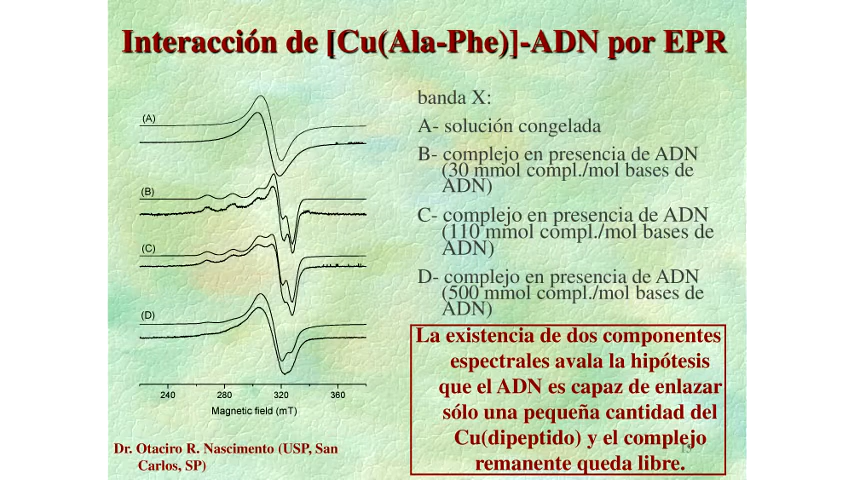 Interacción de [Cu(Ala-Phe)]-ADN por EPR
banda X:
A- solución congelada
B- complejo en presencia de ADN
(30 mmol compl./mol bases de
ADN)
C- complejo en presencia de ADN
(110 mmol compl./mol bases de
ADN)
D- complejo en presencia de ADN
(500 mmol compl./mol bases de
ADN)
La existencia de dos componentes
espectrales avala la hipótesis
que el ADN es capaz de enlazar
sólo una pequeña cantidad del
Cu(dipeptido) y el complejo
remanente queda libre.
(A)
(B)
(C)
(D)
240 280 320 360
Magnetic field (mT)
Dr. Otaciro R. Nascimento (USP, San
Carlos, SP)